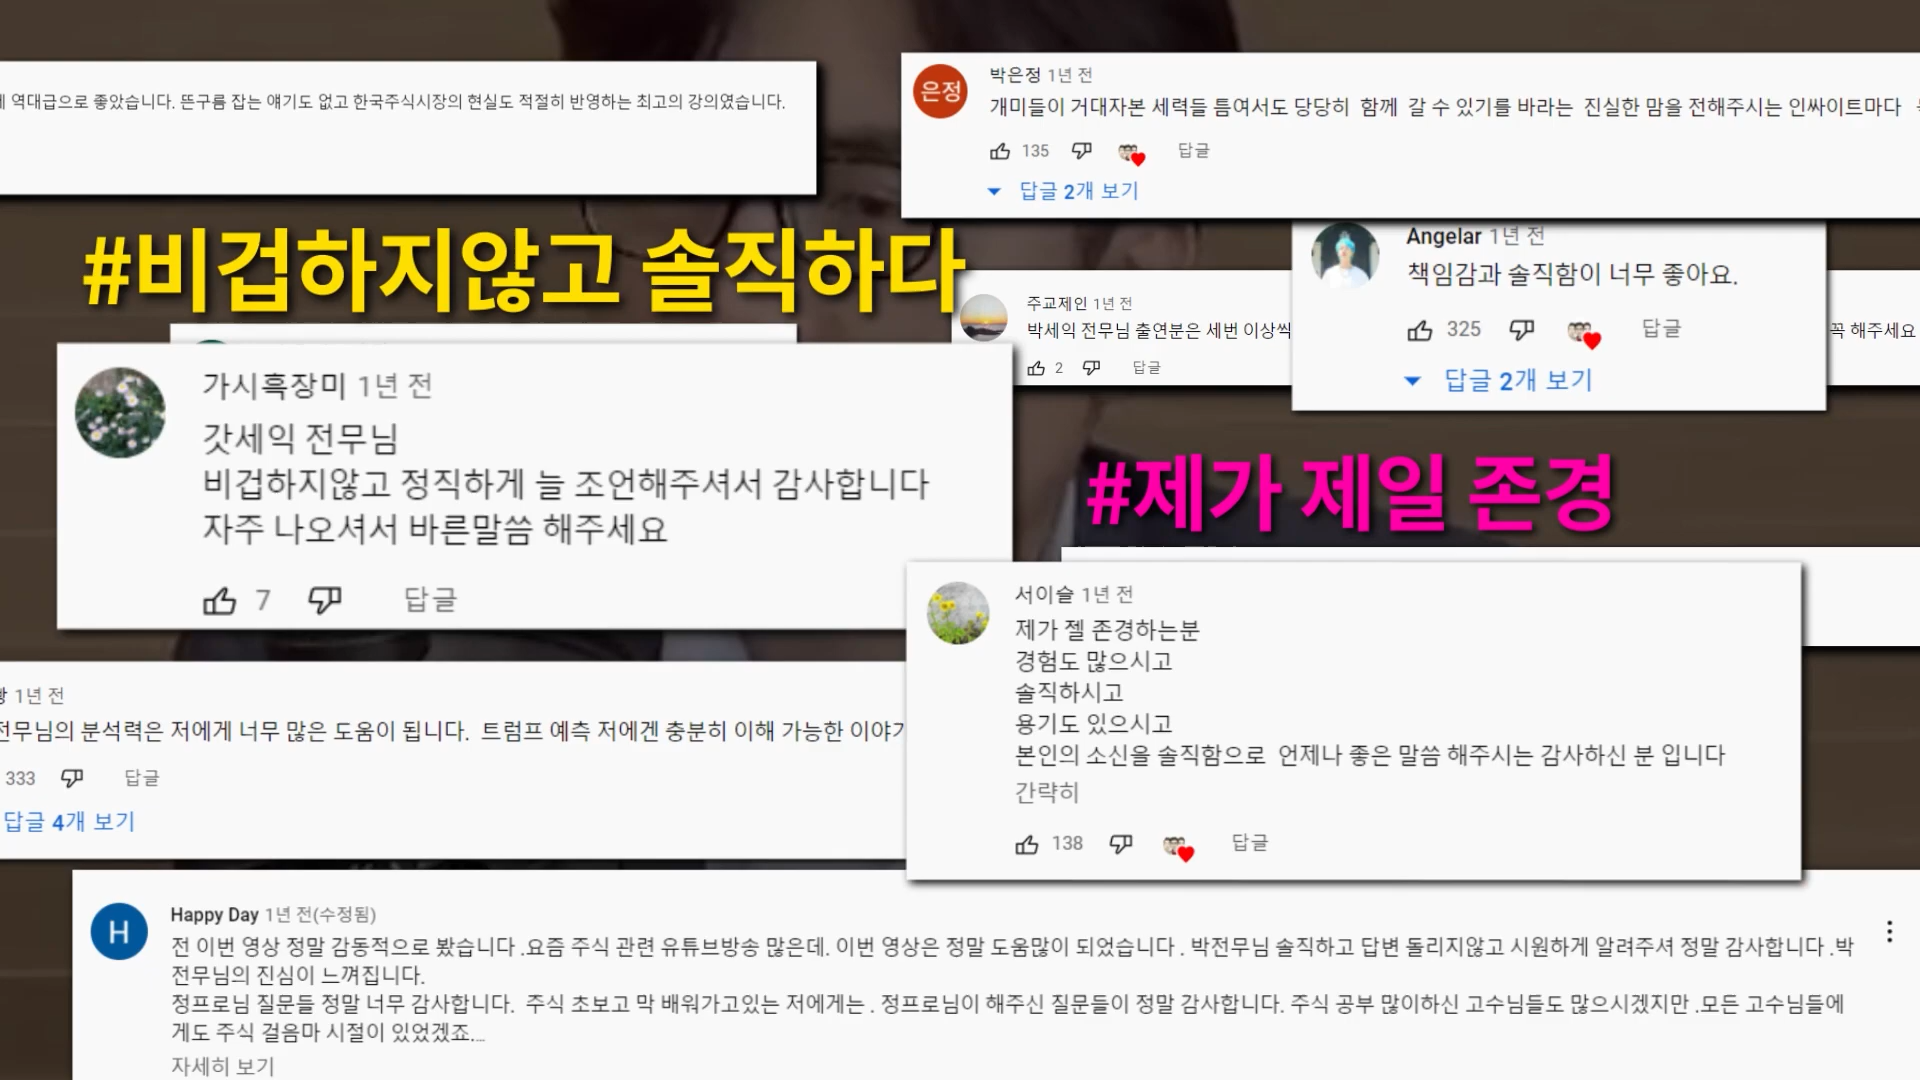 역대급으로 좋았습니다. 뜬구름 잡는 얘기도 없고 한국주식시장의 현실도 적절히 반영하는 최고의 강의였습니다.
은정
박은정 1년 전
개미들이 거대자본 세력들 틈여서도 당당히 함께 갈 수 있기를 바라는 진실한 맘을 전해주시는 인싸이트마다
135 답글
답글 2개 보기
#비겁하지않고 솔직하다
Angelar 1년 전
책임감과 솔직함이 너무 좋아요.
325 답글
답글 2개 보기
주교제인 1년 전
박세익 전무님 출연분은 세번 이상씩
꼭 해주세요
2 답글
가시흑장미 1년 전
갓세익 전무님
비겁하지않고 정직하게 늘 조언해주셔서 감사합니다
자주 나오셔서 바른말씀 해주세요
7 답글
#제가 제일 존경
서이슬 1년 전
제가 젤 존경하는분
경험도 많으시고
솔직하시고
용기도 있으시고
본인의 소신을 솔직함으로 언제나 좋은 말씀 해주시는 감사하신 분 입니다
간략히
138 답글
1년 전
전무님의 분석력은 저에게 너무 많은 도움이 됩니다. 트럼프 예측 저에겐 충분히 이해 가능한 이야기
333 답글
답글 4개 보기
H
Happy Day 1년 전(수정됨)
전 이번 영상 정말 감동적으로 봤습니다 .요즘 주식 관련 유튜브방송 많은데. 이번 영상은 정말 도움많이 되었습니다 . 박전무님 솔직하고 답변 돌리지않고 시원하게 알려주셔 정말 감사합니다 .박
전무님의 진심이 느껴집니다.
정프로님 질문들 정말 너무 감사합니다. 주식 초보고 막 배워가고있는 저에게는 . 정프로님이 해주신 질문들이 정말 감사합니다. 주식 공부 많이하신 고수님들도 많으시겠지만 .모든 고수님들에
게도 주식 걸음마 시절이 있었겠죠....
자세히 보기